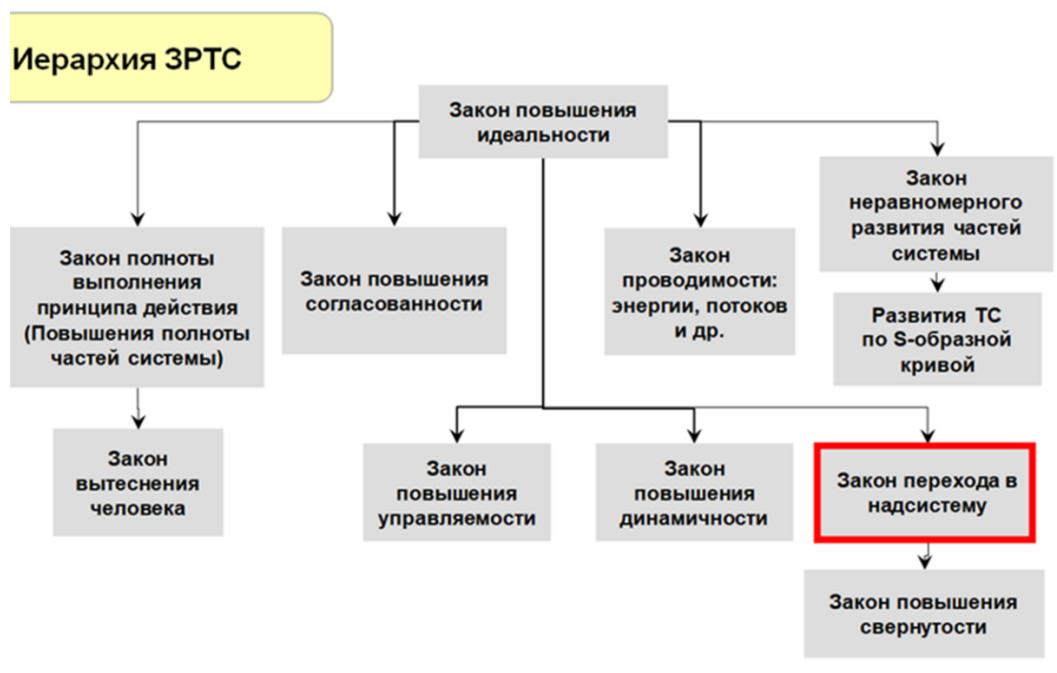 Иерархия ЗРТС
Закон повышения
идеальности
Закон
неравномерного
развития частей
системы
Закон полноты
выполнения
принципа действия
(Повышения полноты
частей системы)
Закон повышения
согласованности
Закон
проводимости:
энергии, потоков
и др.
Развития ТС
по S-образной
кривой
Закон
вытеснения
человека
Закон
повышения
управляемости
Закон
повышения
динамичности
Закон перехода в
надсистему
Закон повышения
свернутости